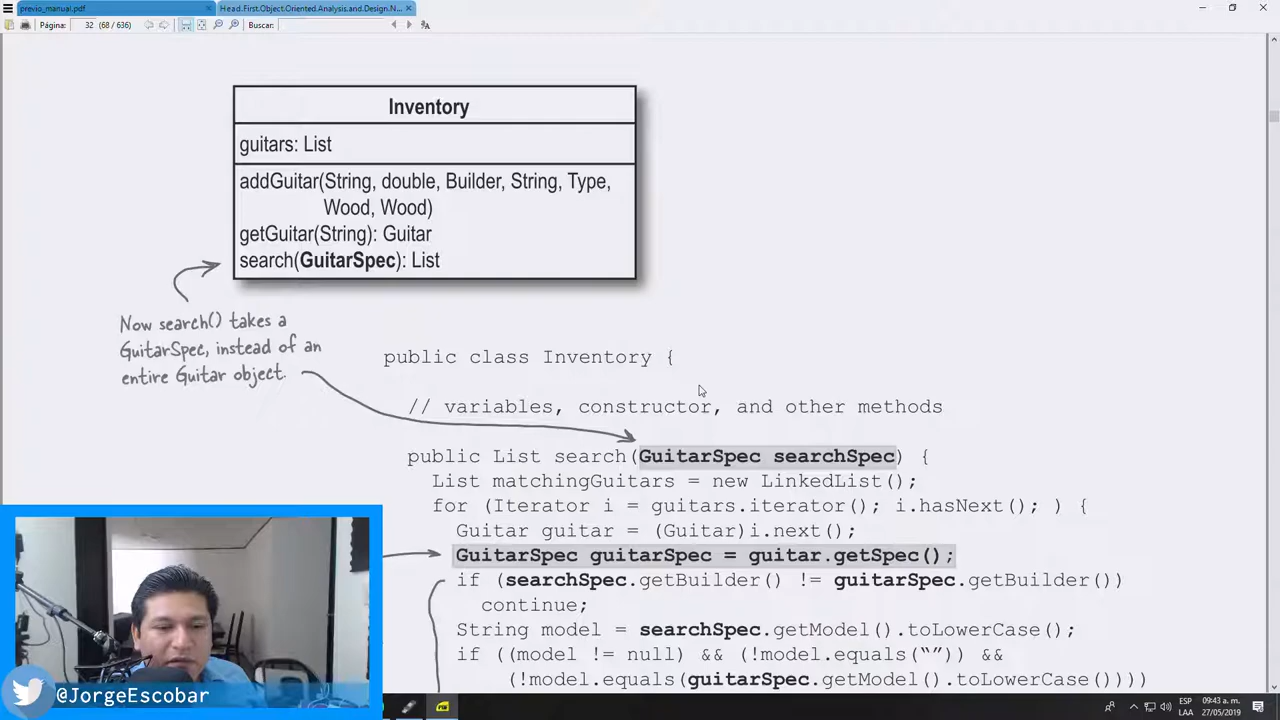 previo_manual.pdf
Head.First.Object.Oriented.Analysis.and.Design.N...
Página: 32 (68 / 636) Buscar:
Inventory
guitars: List
addGuitar(String, double, Builder, String, Type,
Wood, Wood)
getGuitar(String): Guitar
search(GuitarSpec): List
Now search() takes a
GuitarSpec, instead of an
entire Guitar object.
public class Inventory {
// variables, constructor, and other methods
public List search(GuitarSpec searchSpec) {
List matchingGuitars = new LinkedList();
for (Iterator i = guitars.iterator(); i.hasNext(); ) {
Guitar guitar = (Guitar)i.next();
GuitarSpec guitarSpec = guitar.getSpec();
if (searchSpec.getBuilder() != guitarSpec.getBuilder())
continue;
String model = searchSpec.getModel().toLowerCase();
if ((model != null) && (!model.equals(“”)) &&
(!model.equals(guitarSpec.getModel().toLowerCase())))
@JorgeEscobar
ESP
LAA
09:43 a. m.
27/05/2019